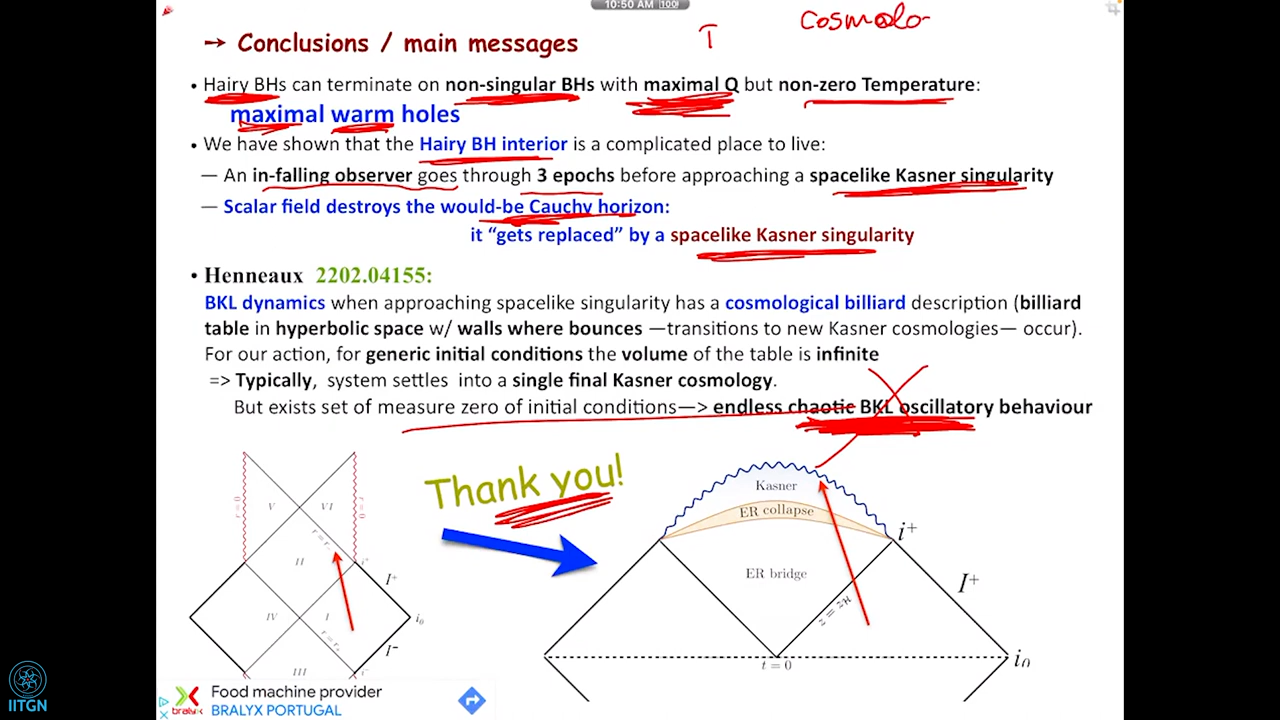 10:50 AM 100
T cosmolo
→ Conclusions / main messages
• Hairy BHs can terminate on non-singular BHs with maximal Q but non-zero Temperature:
maximal warm holes
• We have shown that the Hairy BH interior is a complicated place to live:
— An in-falling observer goes through 3 epochs before approaching a spacelike Kasner singularity
— Scalar field destroys the would-be Cauchy horizon:
it “gets replaced” by a spacelike Kasner singularity
• Henneaux 2202.04155:
BKL dynamics when approaching spacelike singularity has a cosmological billiard description (billiard
table in hyperbolic space w/ walls where bounces —transitions to new Kasner cosmologies— occur).
For our action, for generic initial conditions the volume of the table is infinite
=> Typically, system settles into a single final Kasner cosmology.
But exists set of measure zero of initial conditions—> endless chaotic BKL oscillatory behaviour
Thank you!
r = 0
V
VI
r = 0
II
i⁺
I⁺
IV
I
i₀
I⁻
III
Kasner
ER collapse
i⁺
ER bridge
I⁺
z = zH
t = 0
i₀
Food machine provider
bralyx BRALYX PORTUGAL
IITGN